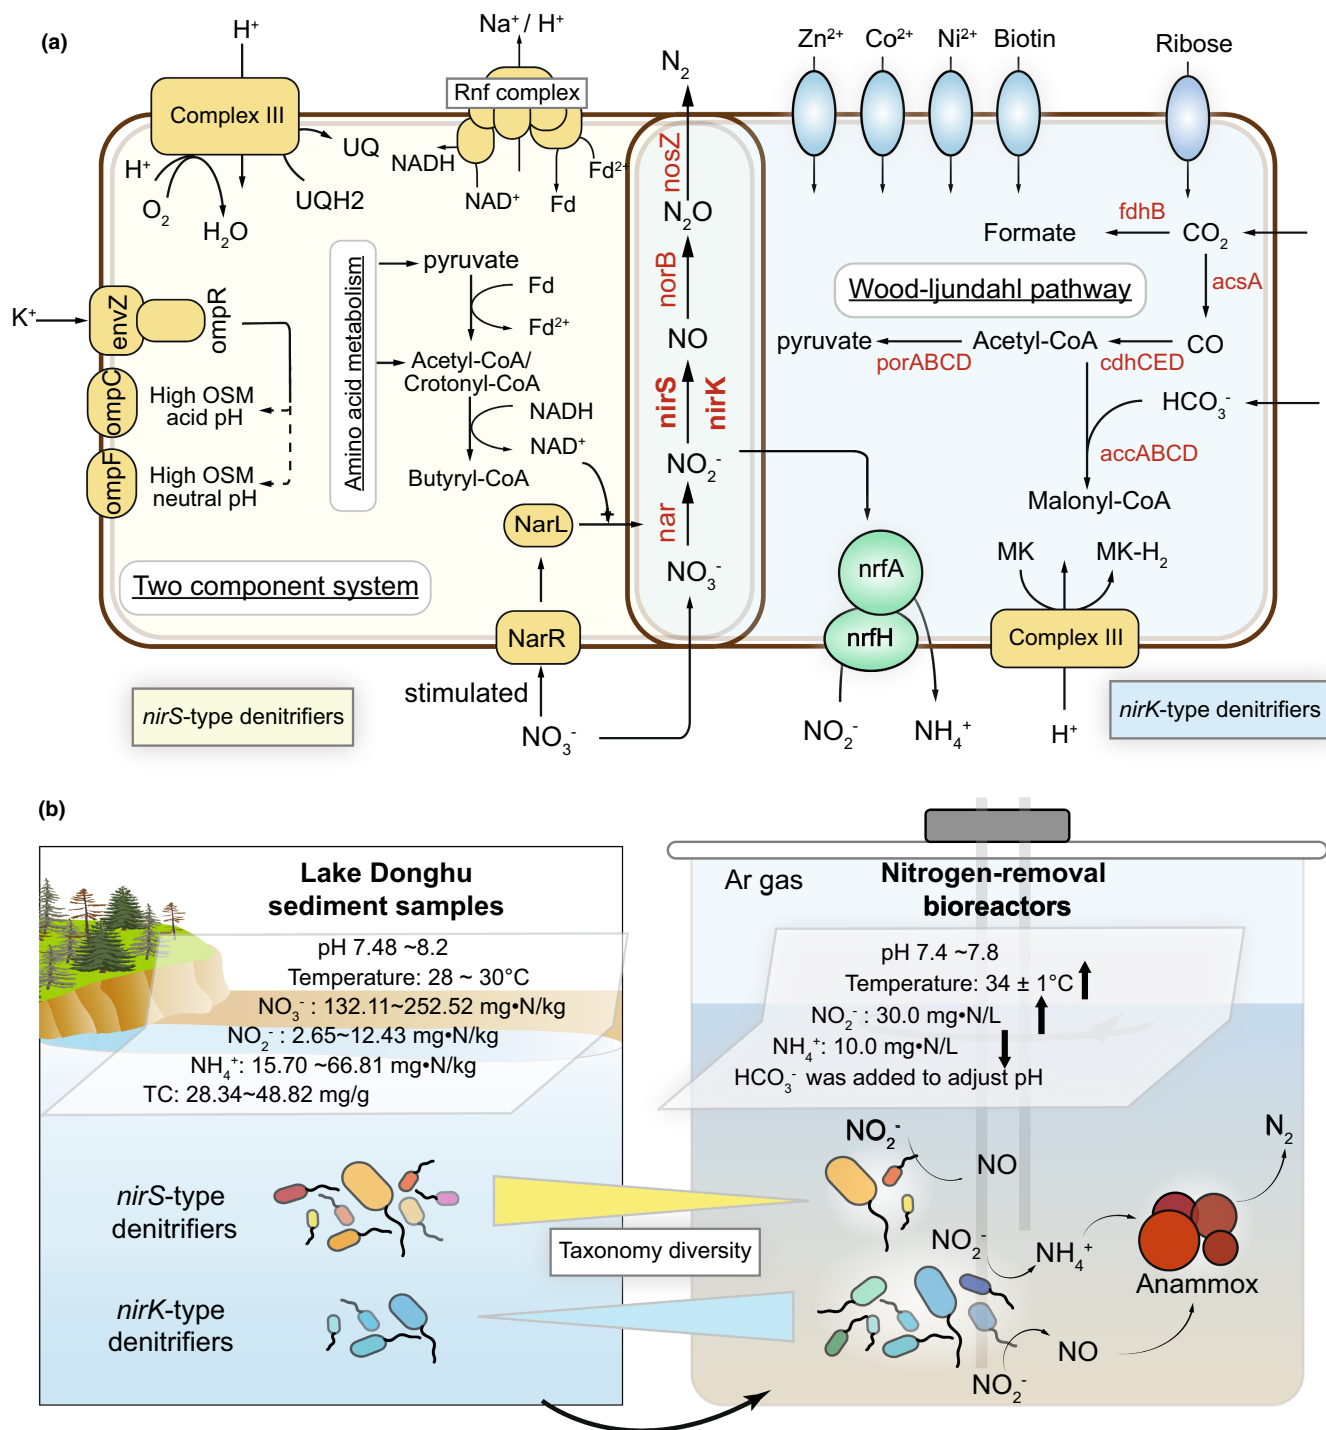 (a)
H⁺
Na⁺ / H⁺
N₂
Zn²⁺
Co²⁺
Ni²⁺
Biotin
Ribose
Complex III
Rnf complex
UQ
NADH
Fd²⁺
H⁺
O₂
H₂O
UQH2
NAD⁺
Fd
nosZ
N₂O
fdhB
Formate
CO₂
Amino acid metabolism
pyruvate
Fd
Fd²⁺
norB
Wood-ljundahl pathway
acsA
K⁺
envZ
ompR
NO
pyruvate
Acetyl-CoA
CO
porABCD
cdhCED
Acetyl-CoA/
Crotonyl-CoA
ompC
High OSM
acid pH
nirS
nirK
NADH
NAD⁺
HCO₃⁻
accABCD
ompF
High OSM
neutral pH
Butyryl-CoA
NO₂⁻
Malonyl-CoA
NarL
nar
MK
MK-H₂
nrfA
Two component system
NO₃⁻
NarR
nrfH
Complex III
stimulated
nirS-type denitrifiers
NO₃⁻
NO₂⁻
NH₄⁺
H⁺
nirK-type denitrifiers
(b)
Lake Donghu
sediment samples
pH 7.48 ~8.2
Temperature: 28 ~ 30°C
NO₃⁻ : 132.11~252.52 mg•N/kg
NO₂⁻ : 2.65~12.43 mg•N/kg
NH₄⁺: 15.70 ~66.81 mg•N/kg
TC: 28.34~48.82 mg/g
nirS-type
denitrifiers
nirK-type
denitrifiers
Taxonomy diversity
Ar gas
Nitrogen-removal
bioreactors
pH 7.4 ~7.8
Temperature: 34 ± 1°C
NO₂⁻ : 30.0 mg•N/L
NH₄⁺: 10.0 mg•N/L
HCO₃⁻ was added to adjust pH
NO₂⁻
NO
N₂
NO₂⁻
NH₄⁺
Anammox
NO
NO₂⁻